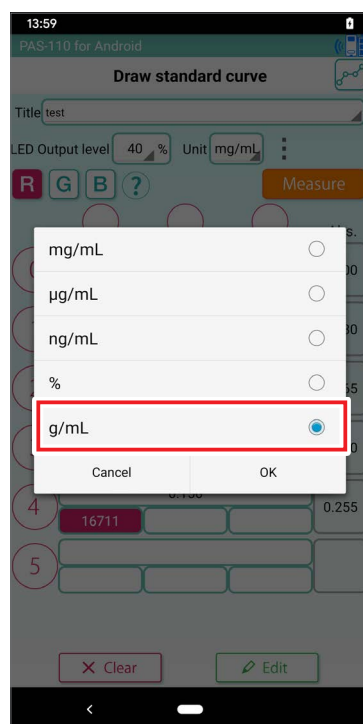 13:59
PAS-110 for Android
Draw standard curve
Title test
LED Output level 40 % Unit mg/mL
R G B ? Measure
mg/mL
µg/mL
ng/mL
%
g/mL
Cancel OK
4 0.255
16711
5
Clear Edit